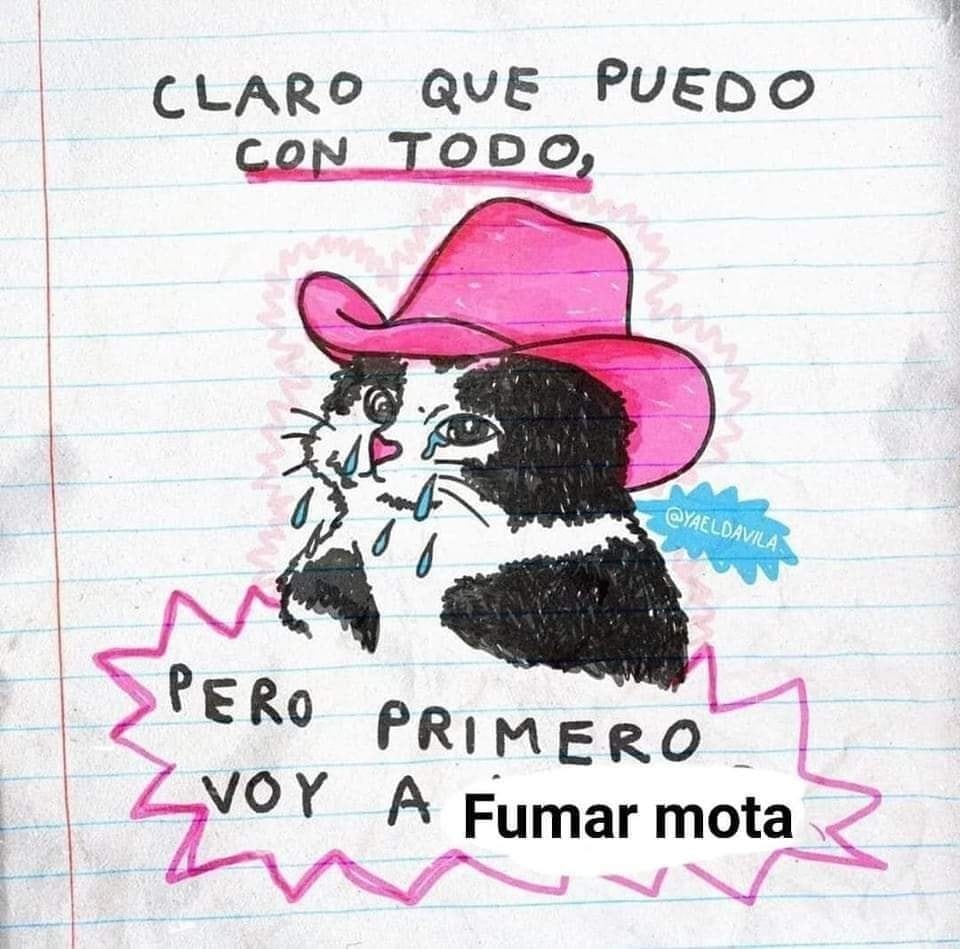 CLARO QUE PUEDO
CON TODO,
@YAELDAVILA
PERO PRIMERO
VOY A Fumar mota